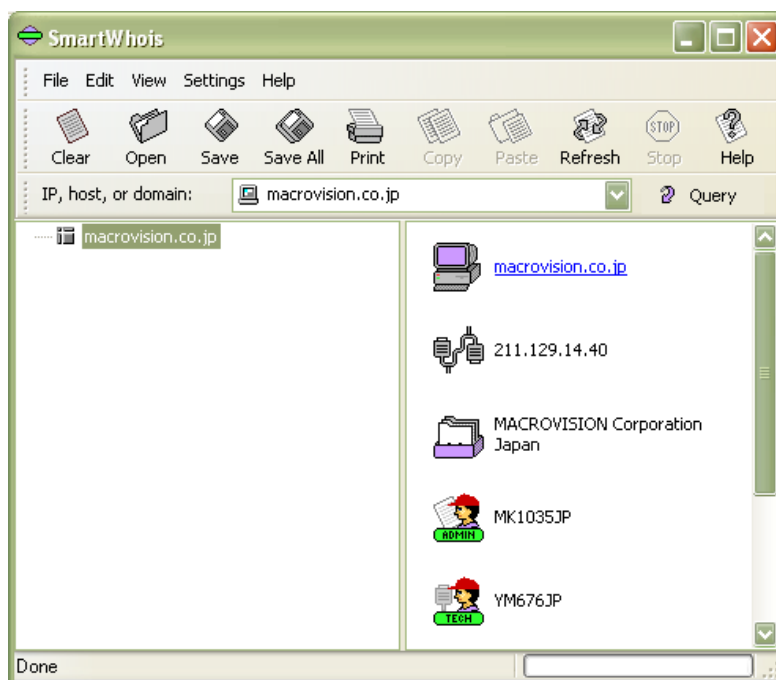 SmartWhois
File Edit View Settings Help
STOP
Clear Open Save Save All Print Copy Paste Refresh Stop Help
IP, host, or domain: macrovision.co.jp Query
macrovision.co.jp
macrovision.co.jp
211.129.14.40
MACROVISION Corporation
Japan
MK1035JP
ADMIN
YM676JP
TECH
Done